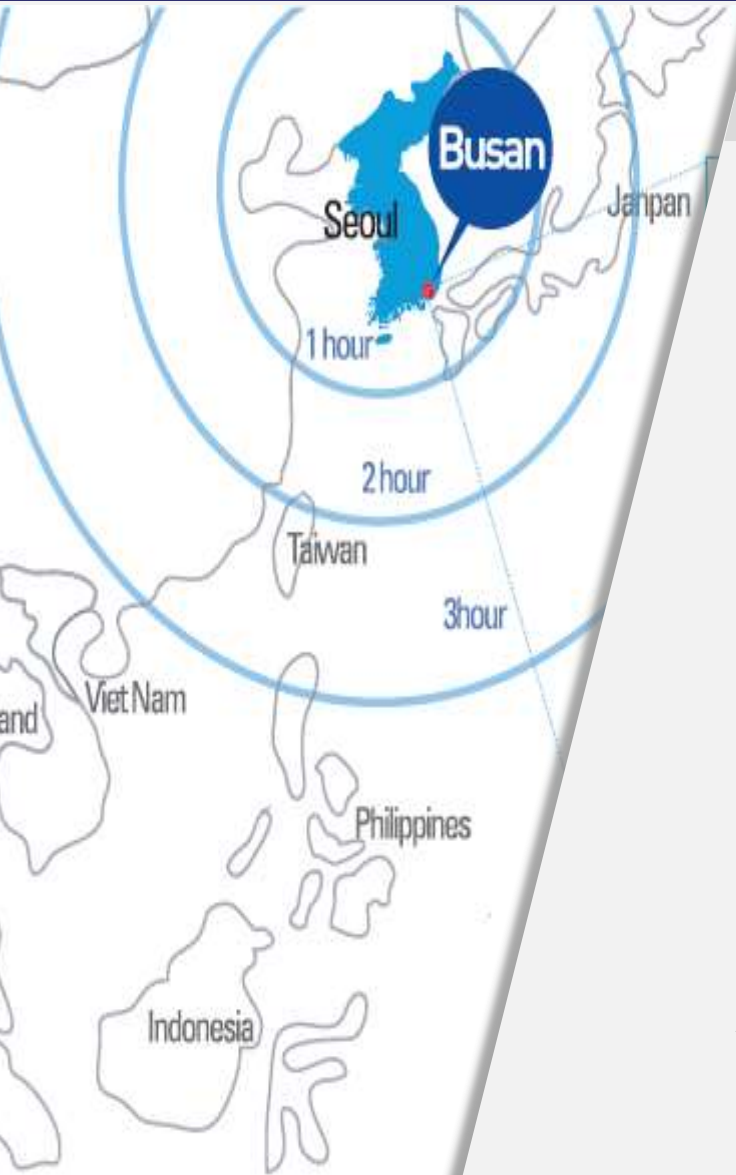 Busan
Janpan
Seoul
1 hour
2 hour
Taiwan
3hour
Viet Nam
and
Philippines
Indonesia